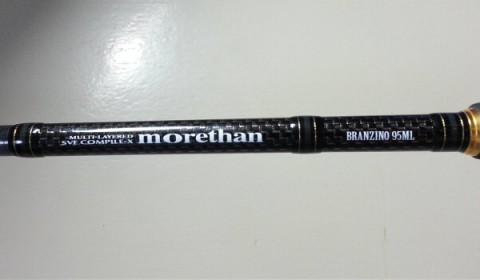 MULTI-LAYERED
SVF COMPILE-X
morethan
BRANZINO 95ML